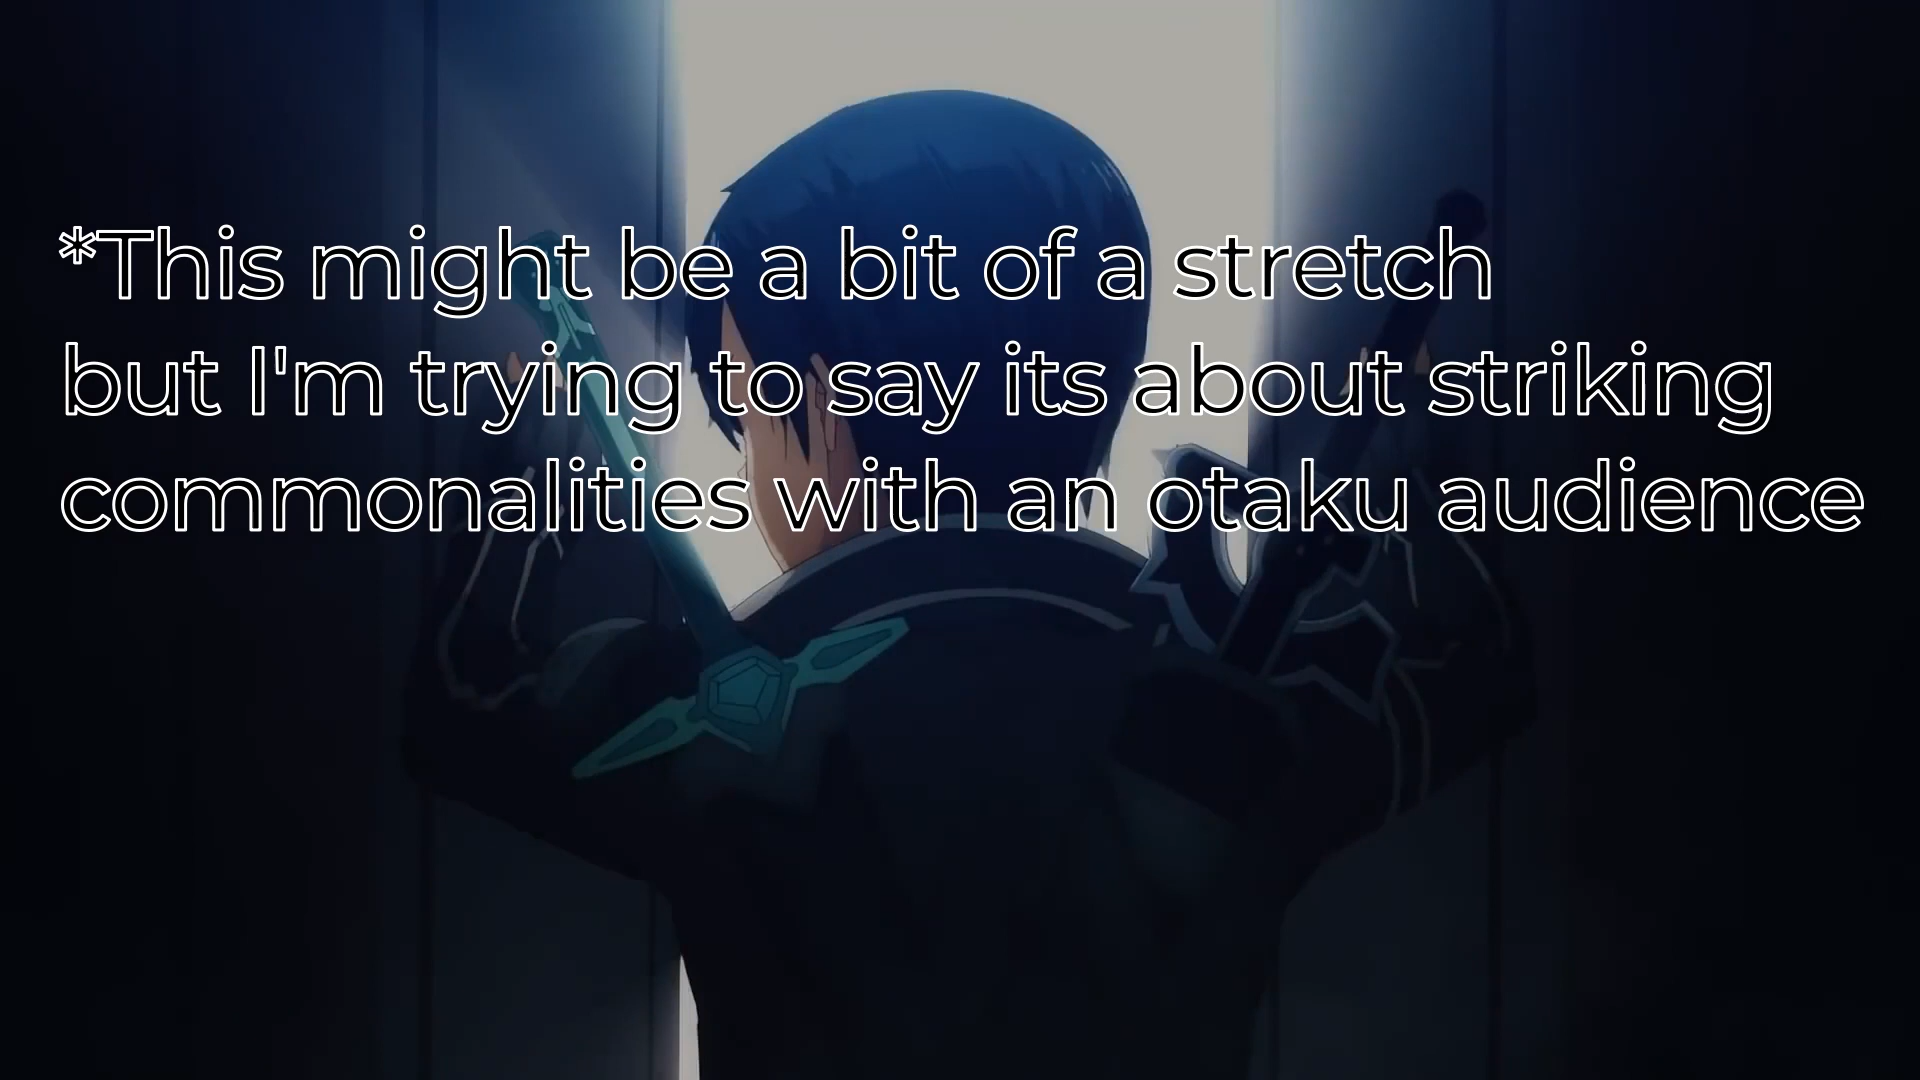 *This might be a bit of a stretch
but I'm trying to say its about striking
commonalities with an otaku audience